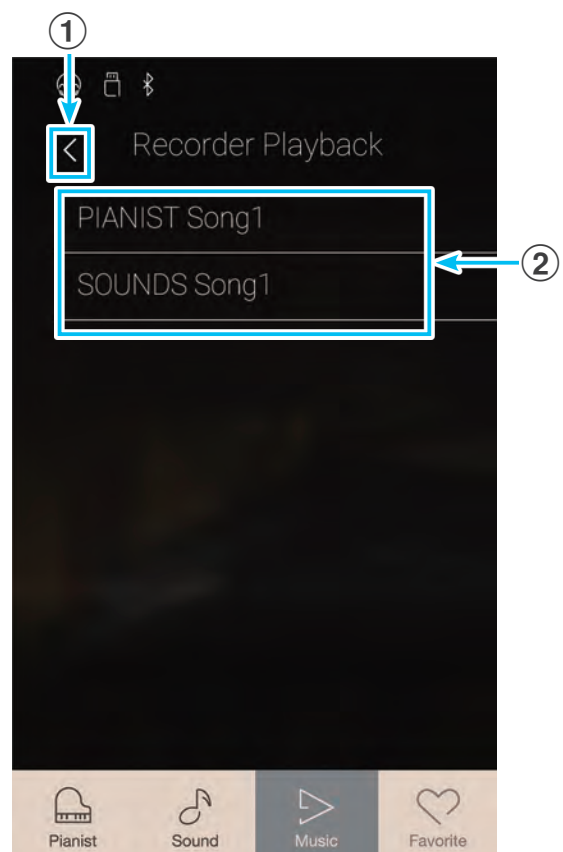 ①
Recorder Playback
PIANIST Song1
②
SOUNDS Song1
Pianist Sound Music Favorite